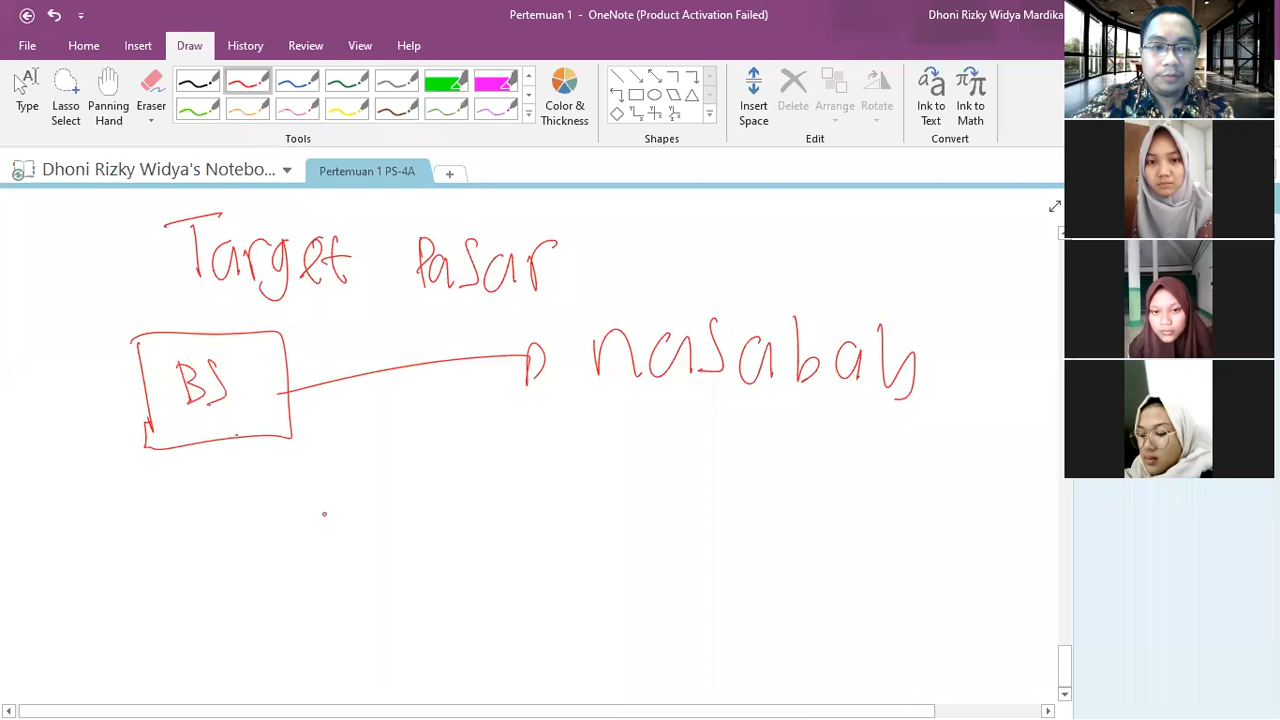 Pertemuan 1 - OneNote (Product Activation Failed)
Dhoni Rizky Widya Mardika
File Home Insert Draw History Review View Help
Type
Lasso Select
Panning Hand
Eraser
Color & Thickness
Insert Space
Delete
Arrange
Rotate
Ink to Text
Ink to Math
Tools
Shapes
Edit
Convert
Dhoni Rizky Widya's Notebo...
Pertemuan 1 PS-4A
Target Pasar
BS
nasabah